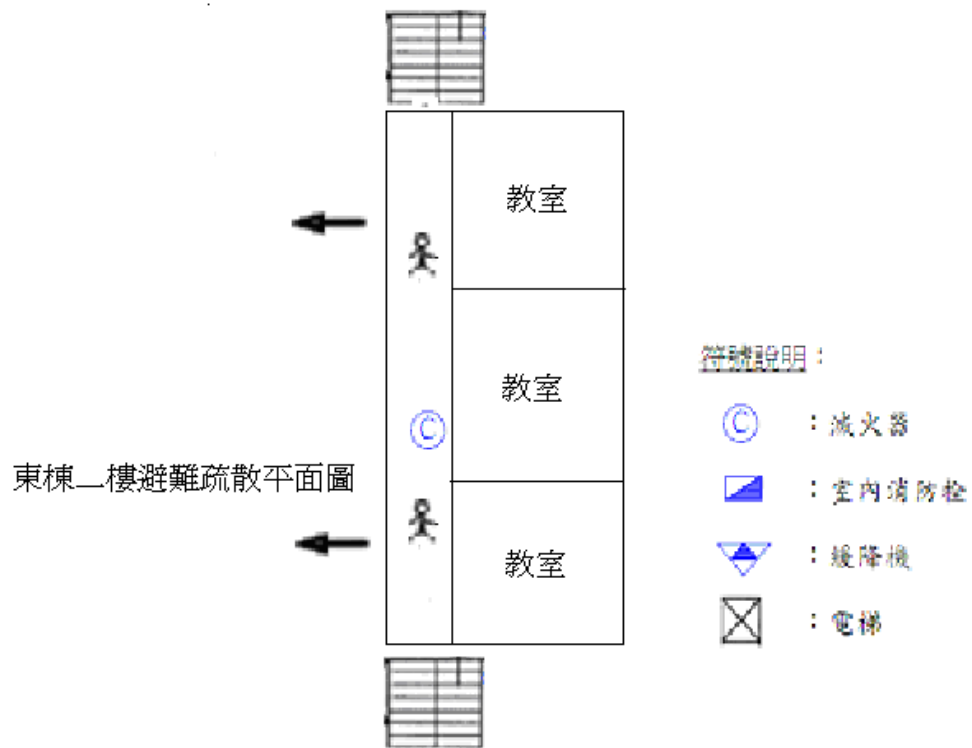 教室
教室
教室
東棟二樓避難疏散平面圖
符號說明：
C
C ：滅火器
：室內消防栓
：緩降機
：電梯